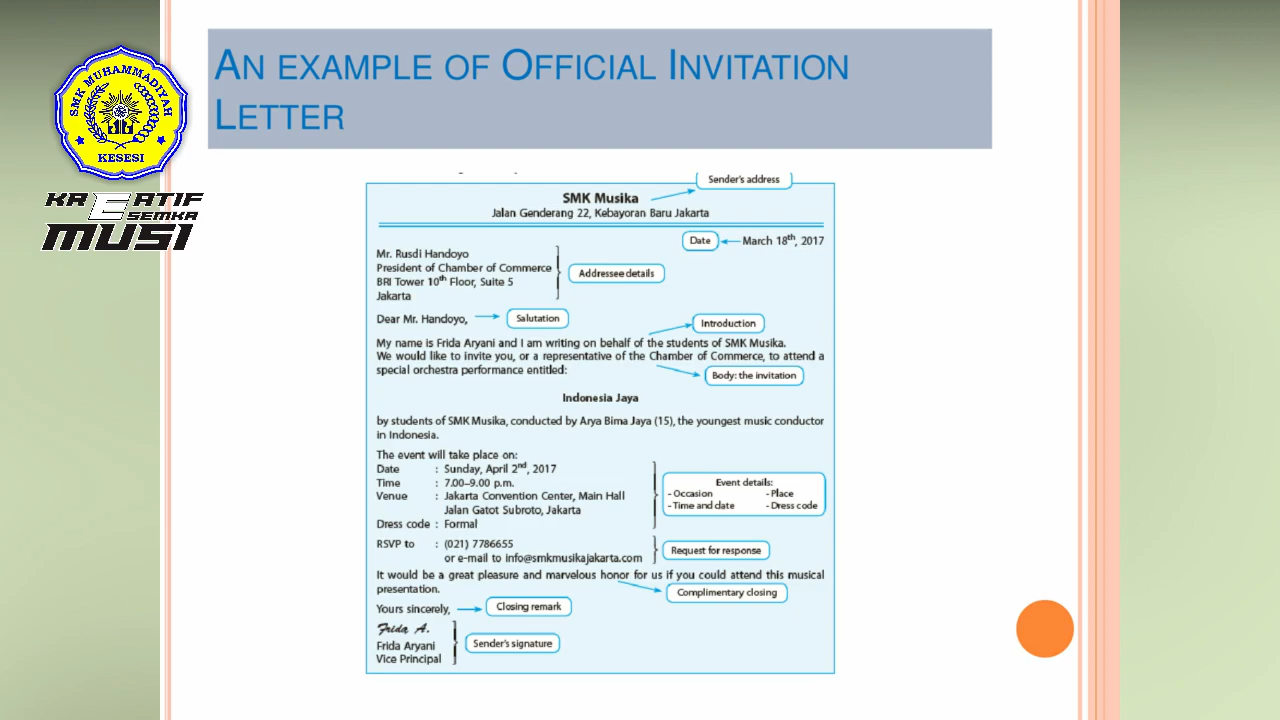 AN EXAMPLE OF OFFICIAL INVITATION
LETTER
SMK MUHAMMADIYAH
KESESI
KREATIF
SEMKA
MUSI
Sender's address
SMK Musika
Jalan Genderang 22, Kebayoran Baru Jakarta
Date March 18th, 2017
Mr. Rusdi Handoyo
President of Chamber of Commerce
BRI Tower 10th Floor, Suite 5
Jakarta
Addressee details
Dear Mr. Handoyo, Salutation
Introduction
My name is Frida Aryani and I am writing on behalf of the students of SMK Musika.
We would like to invite you, or a representative of the Chamber of Commerce, to attend a
special orchestra performance entitled:
Body: the invitation
Indonesia Jaya
by students of SMK Musika, conducted by Arya Bima Jaya (15), the youngest music conductor
in Indonesia.
The event will take place on:
Date : Sunday, April 2nd, 2017
Time : 7.00–9.00 p.m.
Venue : Jakarta Convention Center, Main Hall
Jalan Gatot Subroto, Jakarta
Dress code : Formal
Event details:
- Occasion - Place
- Time and date - Dress code
RSVP to : (021) 7786655
or e-mail to info@smkmusikajakarta.com
Request for response
It would be a great pleasure and marvelous honor for us if you could attend this musical
presentation.
Complimentary closing
Yours sincerely, Closing remark
Frida A.
Frida Aryani
Vice Principal
Sender's signature